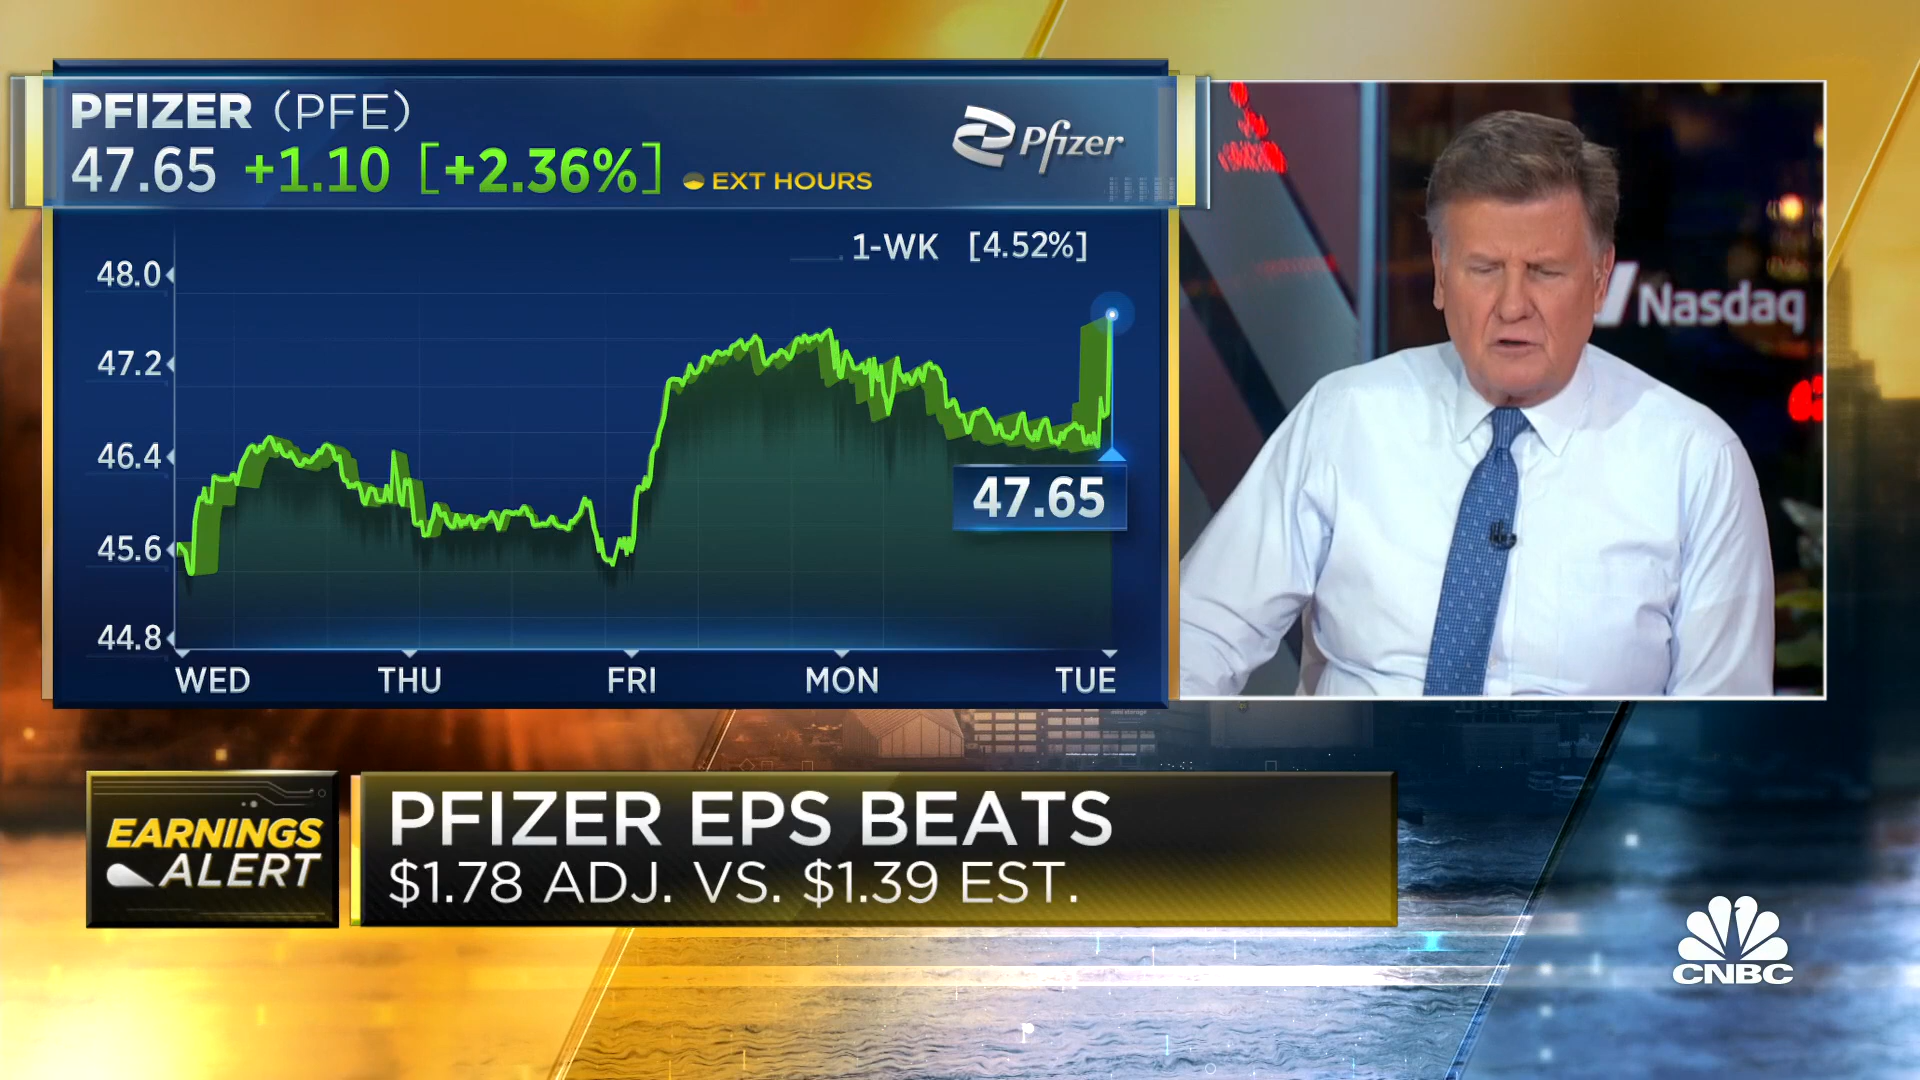 PFIZER (PFE)
47.65 +1.10 [+2.36%] EXT HOURS
Pfizer
1-WK [4.52%]
48.0
47.2
46.4
45.6
44.8
47.65
WED THU FRI MON TUE
Nasdaq
EARNINGS
ALERT
PFIZER EPS BEATS
$1.78 ADJ. VS. $1.39 EST.
CNBC